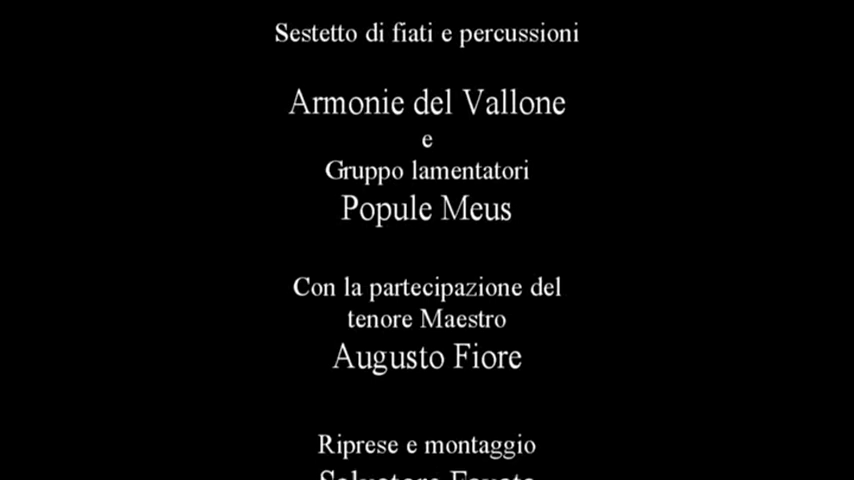 Sestetto di fiati e percussioni
Armonie del Vallone
e
Gruppo lamentatori
Popule Meus
Con la partecipazione del
tenore Maestro
Augusto Fiore
Riprese e montaggio
Salvatore